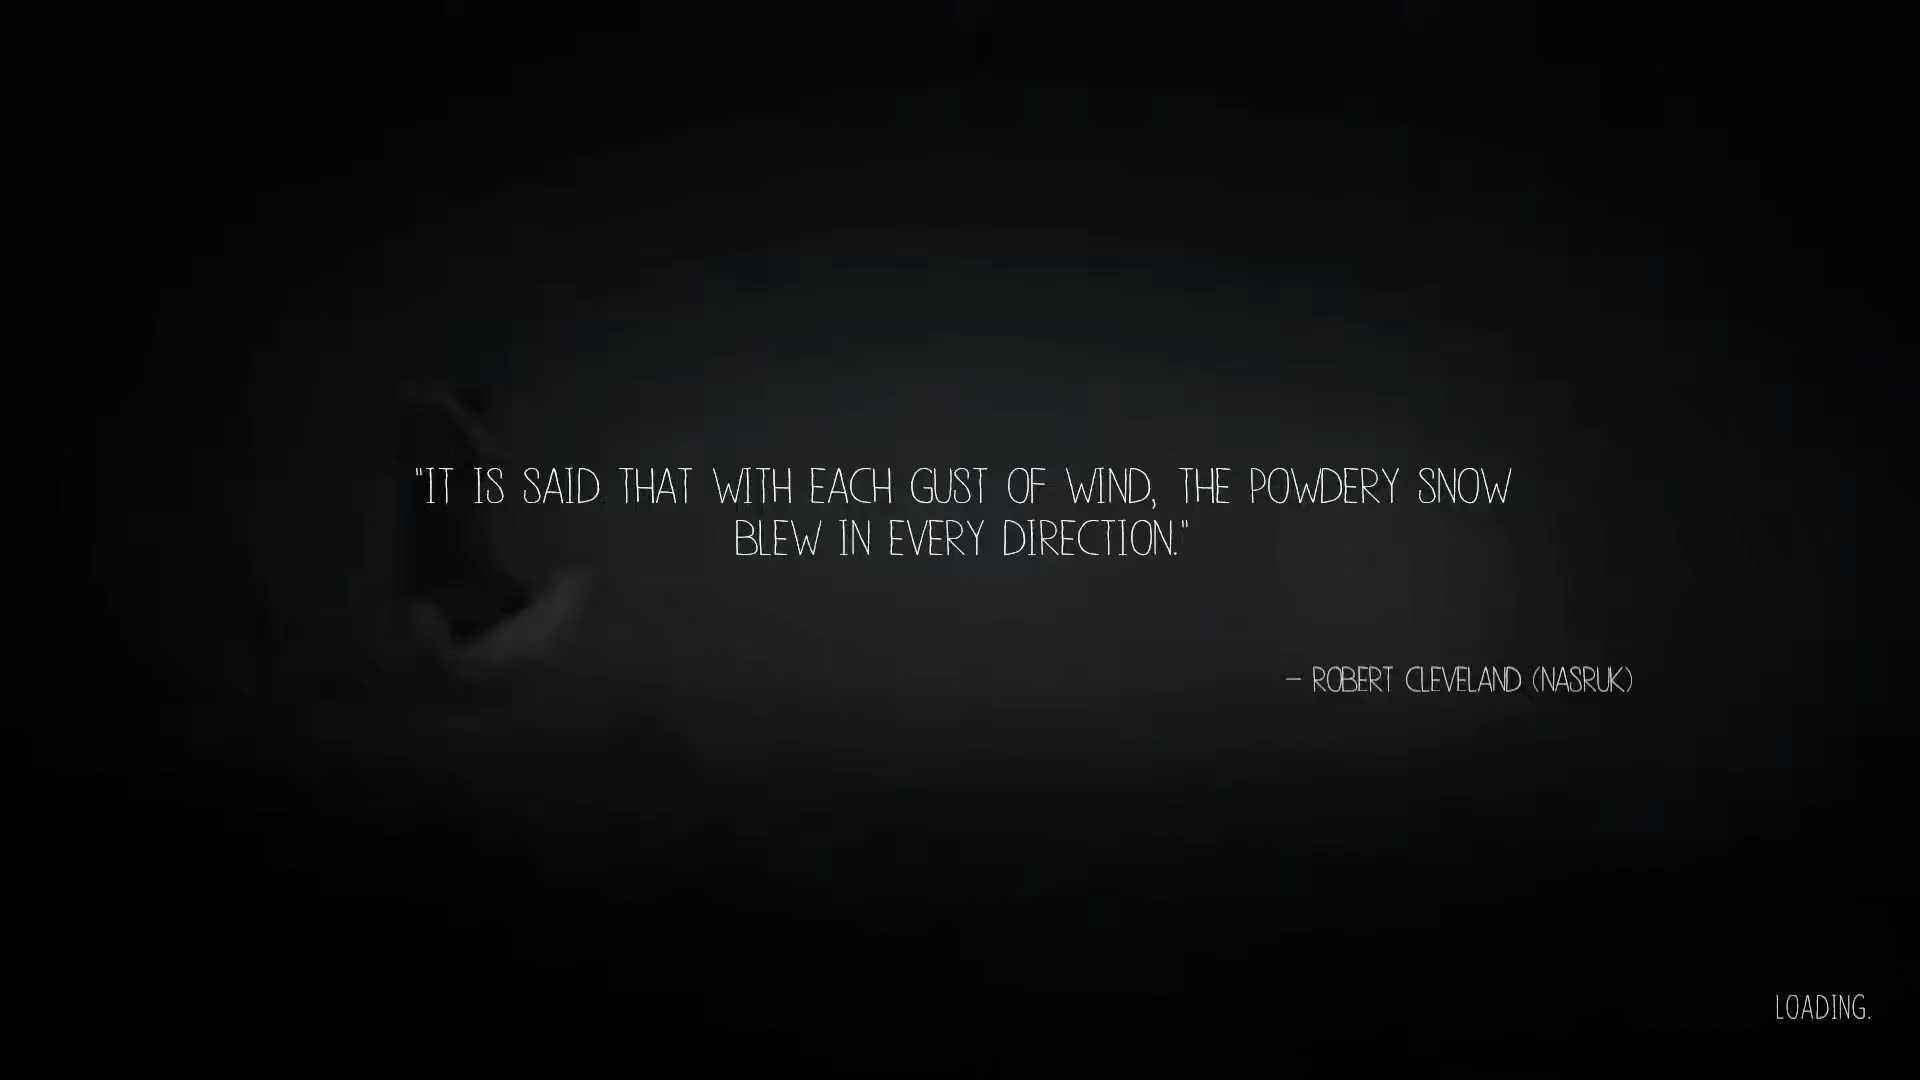 "IT IS SAID THAT WITH EACH GUST OF WIND, THE POWDERY SNOW
BLEW IN EVERY DIRECTION."
- ROBERT CLEVELAND (NASRUK)
LOADING.